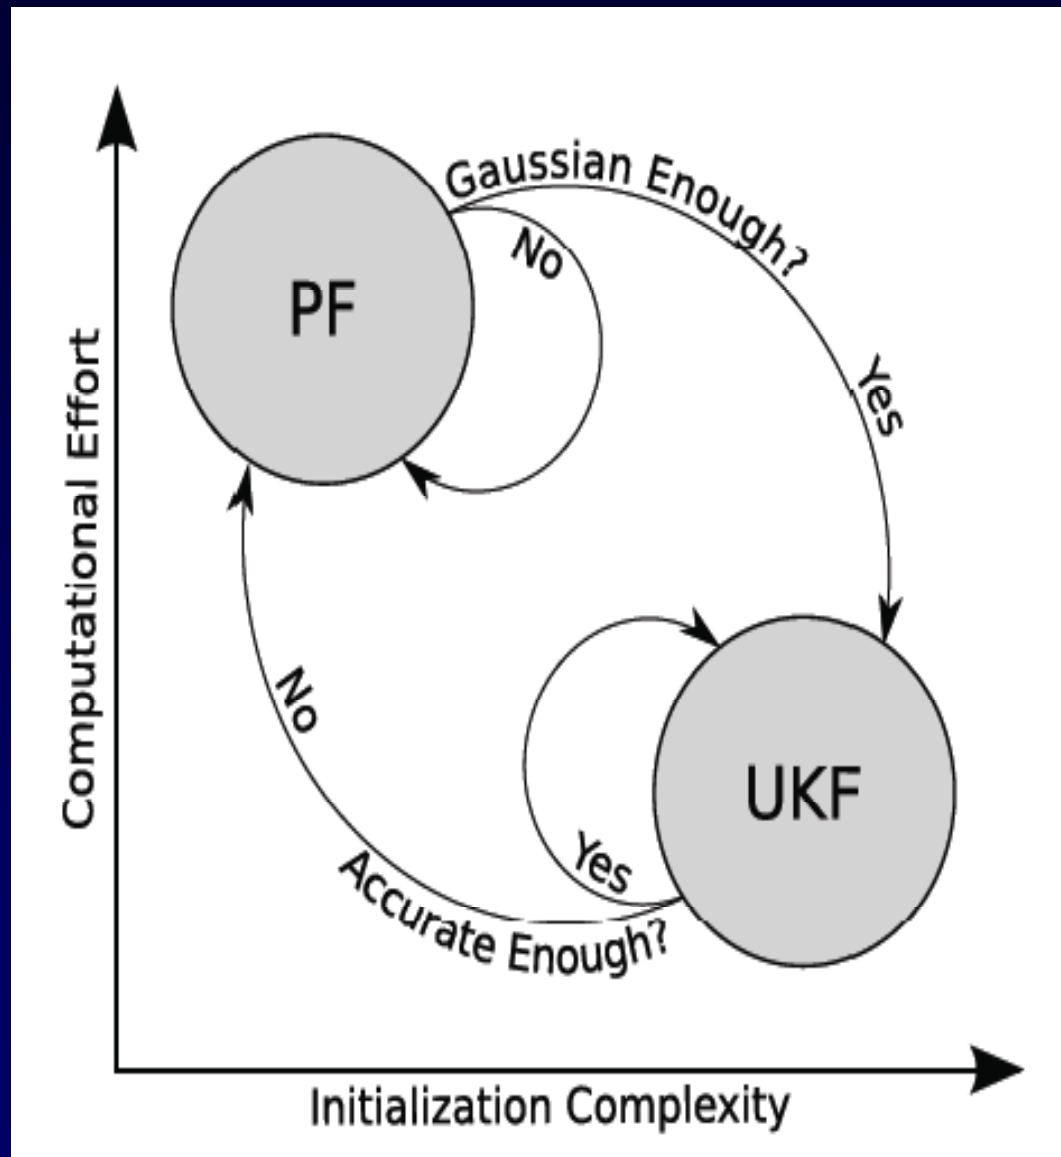 Gaussian Enough?
No
PF
Yes
Computational Effort
No
UKF
Yes
Accurate Enough?
Initialization Complexity